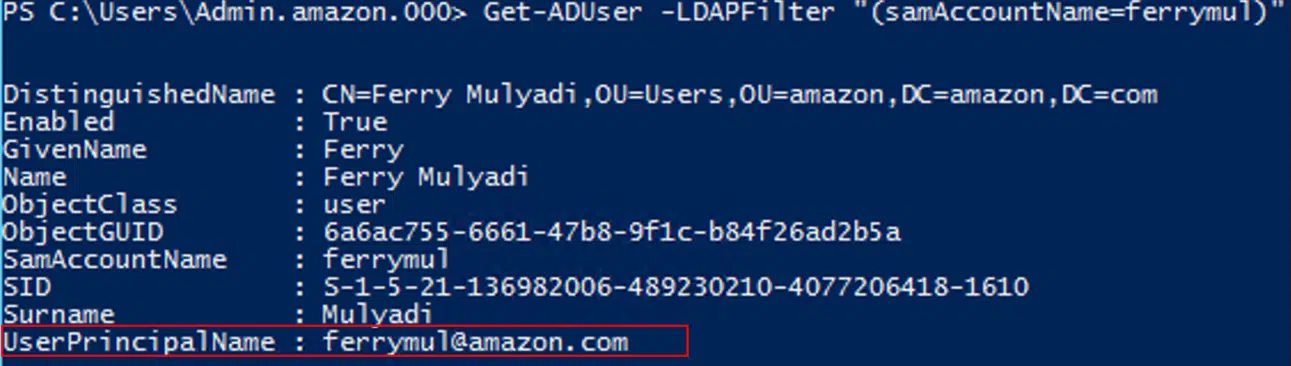 PS C:\Users\Admin.amazon.000> Get-ADUser -LDAPFilter "(samAccountName=ferrymul)"
DistinguishedName : CN=Ferry Mulyadi,OU=Users,OU=amazon,DC=amazon,DC=com
Enabled           : True
GivenName         : Ferry
Name              : Ferry Mulyadi
ObjectClass       : user
ObjectGUID        : 6a6ac755-6661-47b8-9f1c-b84f26ad2b5a
SamAccountName    : ferrymul
SID               : S-1-5-21-136982006-489230210-4077206418-1610
Surname           : Mulyadi
UserPrincipalName : ferrymul@amazon.com